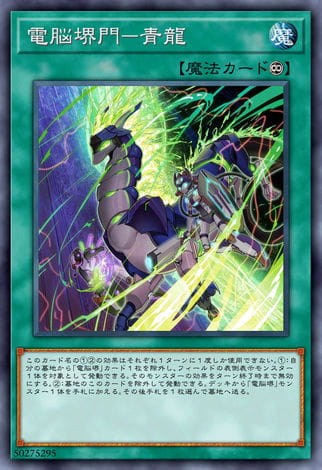 電脳堺門-青龍
魔
【魔法カード】
このカード名の①②の効果はそれぞれ1ターンに1度しか使用できない。①:自
分の墓地から「電脳堺」カード1枚を除外し、フィールドの表側表示モンスター
1体を対象として発動できる。そのモンスターの効果をターン終了時まで無効
にする。②:墓地のこのカードを除外して発動できる。デッキから「電脳堺」モン
スター1体を手札に加える。その後手札を1枚選んで墓地へ送る。
50275295